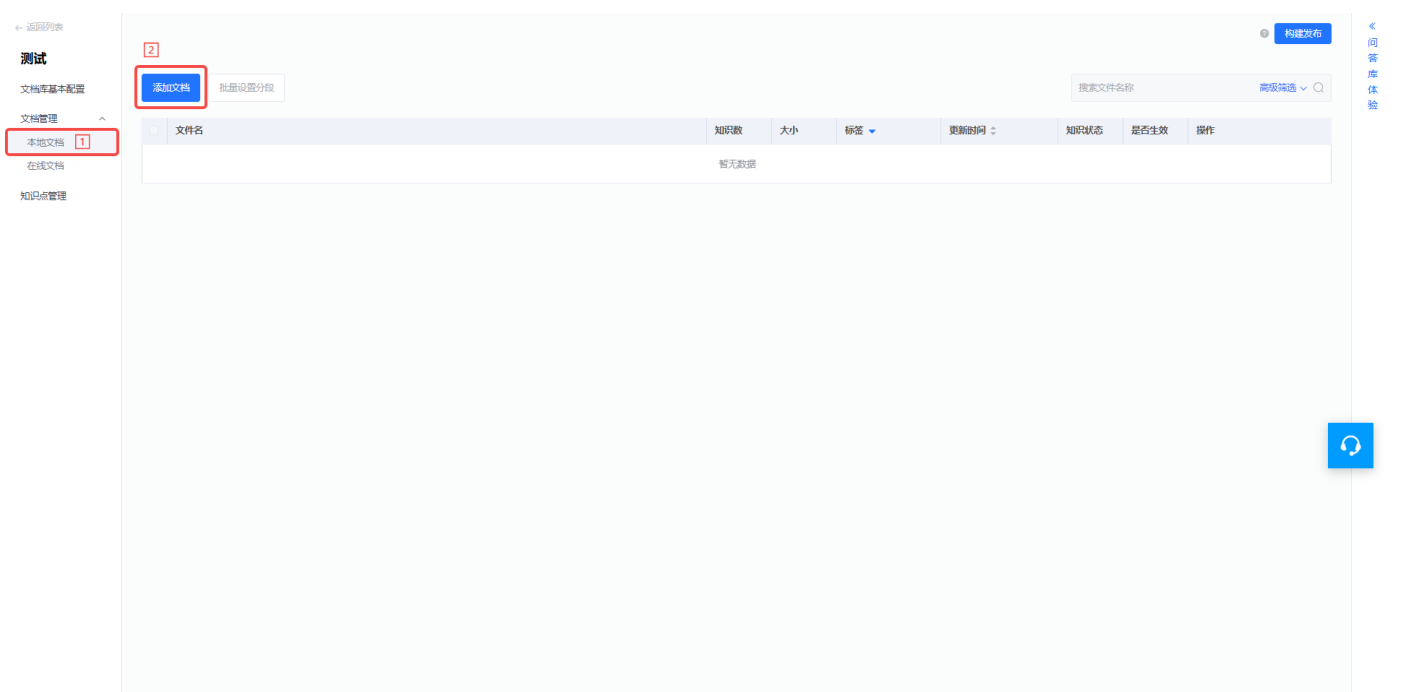 ← 返回列表
测试
文档库基本配置
文档管理
本地文档 1
在线文档
知识点管理
2
构建发布
添加文档 批量设置分段 搜索文件名称 高级筛选
文件名 知识数 大小 标签 更新时间 知识状态 是否生效 操作
暂无数据
«
问
答
库
体
验